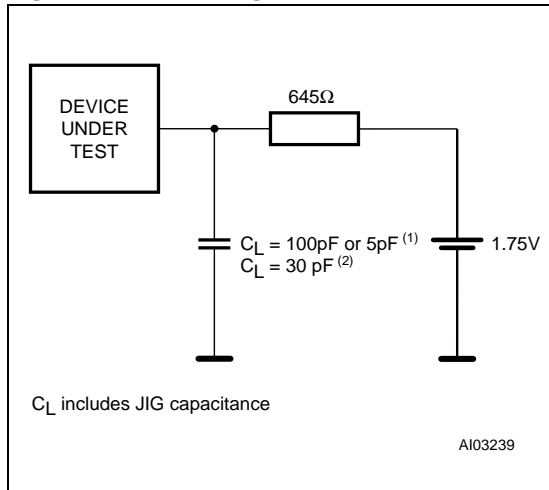 DEVICE
UNDER
TEST
645Ω
CL = 100pF or 5pF (1)
CL = 30 pF (2)
1.75V
CL includes JIG capacitance
AI03239